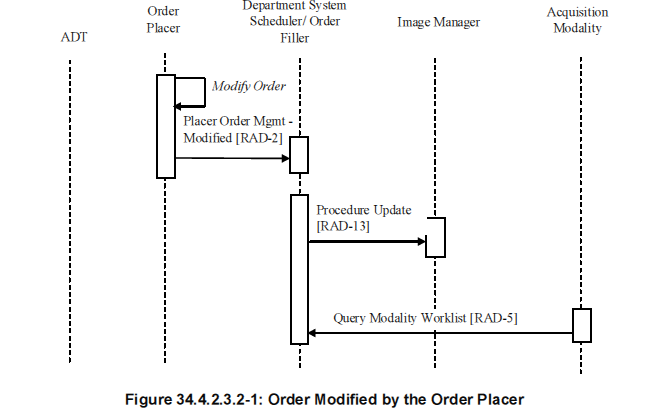 ADT
Order
Placer
Department System
Scheduler/ Order
Filler
Image Manager
Acquisition
Modality
Modify Order
Placer Order Mgmt -
Modified [RAD-2]
Procedure Update
[RAD-13]
Query Modality Worklist [RAD-5]
Figure 34.4.2.3.2-1: Order Modified by the Order Placer